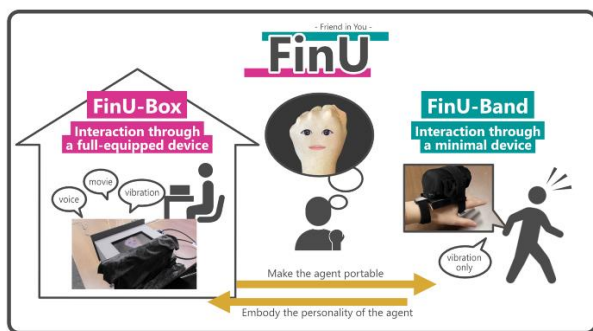 - Friend in You -
FinU
FinU-Box
Interaction through
a full-equipped device
voice
movie
vibration
FinU-Band
Interaction through
a minimal device
vibration
only
Make the agent portable
Embody the personality of the agent